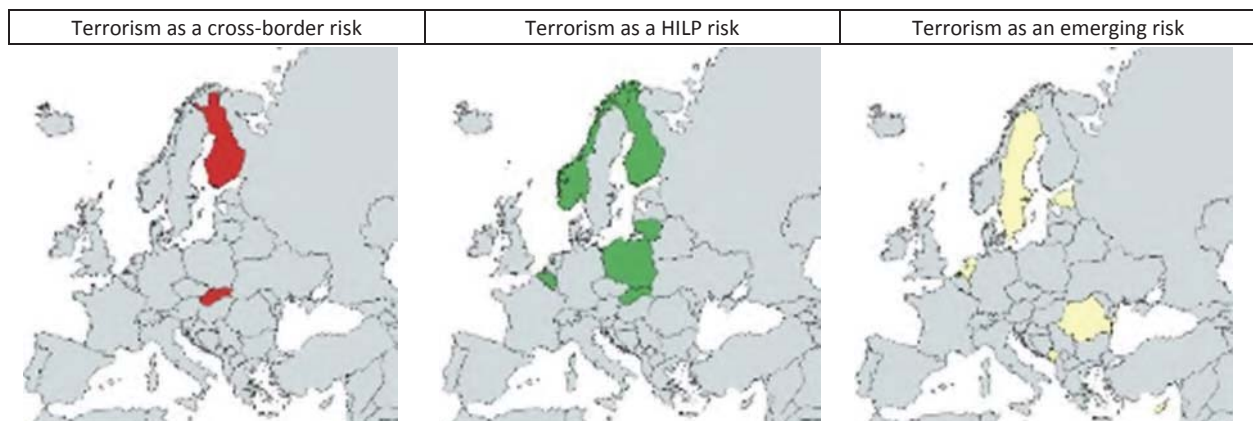 Terrorism as a cross-border risk
Terrorism as a HILP risk
Terrorism as an emerging risk